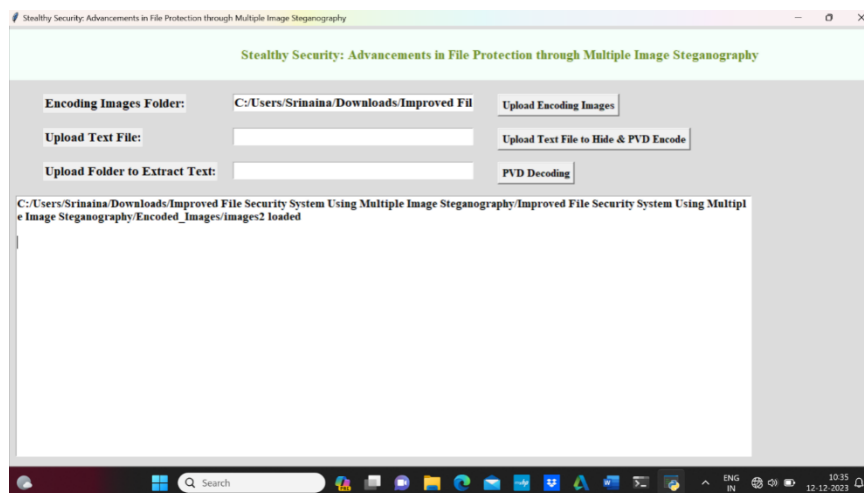 Stealthy Security: Advancements in File Protection through Multiple Image Steganography
Stealthy Security: Advancements in File Protection through Multiple Image Steganography
Encoding Images Folder: C:/Users/Srinaina/Downloads/Improved Fil Upload Encoding Images
Upload Text File: Upload Text File to Hide & PVD Encode
Upload Folder to Extract Text: PVD Decoding
C:/Users/Srinaina/Downloads/Improved File Security System Using Multiple Image Steganography/Improved File Security System Using Multipl
e Image Steganography/Encoded_Images/images2 loaded
Search ENG 10:35
IN 12-12-2023